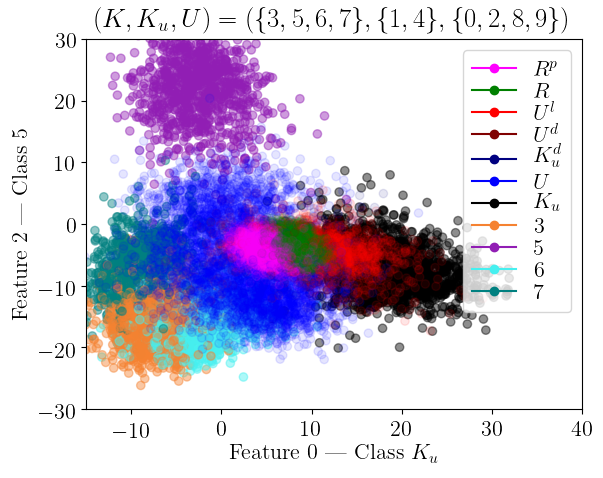 (K, K_u, U) = ({3, 5, 6, 7}, {1, 4}, {0, 2, 8, 9})
30
20
10
0
−10
−20
−30
Feature 2 — Class 5
R^p
R
U^l
U^d
K_u^d
U
K_u
3
5
6
7
−10
0
10
20
30
40
Feature 0 — Class K_u